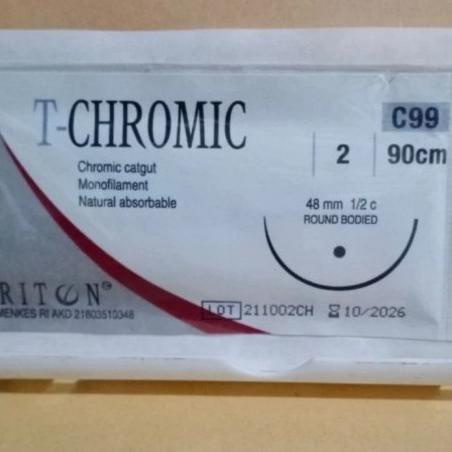 T-CHROMIC
C99
2
90cm
Chromic catgut
Monofilament
Natural absorbable
48 mm 1/2 c
ROUND BODIED
RITON®
MENKES RI AKD 21603510348
LOT 211002CH 10/2026